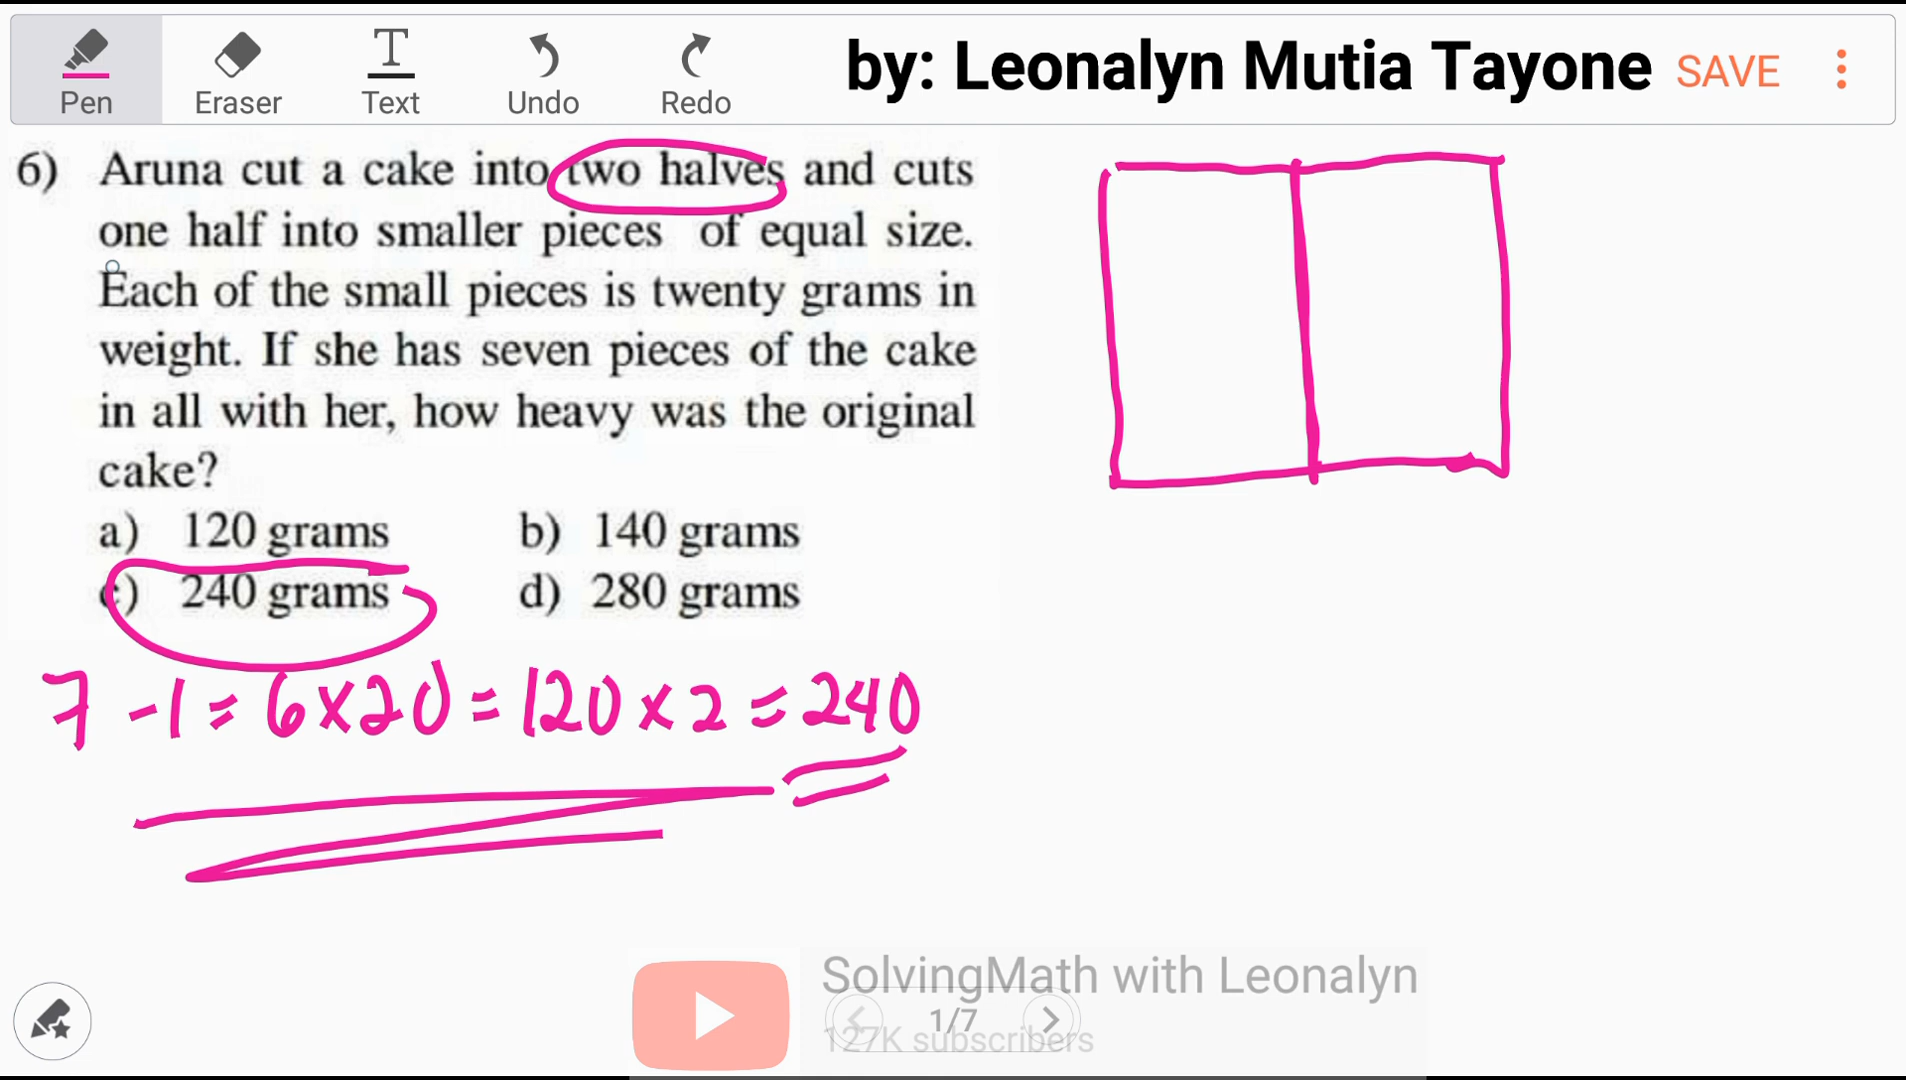 Pen
Eraser
Text
Undo
Redo
by: Leonalyn Mutia Tayone
SAVE
6) Aruna cut a cake into two halves and cuts
one half into smaller pieces of equal size.
Each of the small pieces is twenty grams in
weight. If she has seven pieces of the cake
in all with her, how heavy was the original
cake?
a) 120 grams b) 140 grams
c) 240 grams d) 280 grams
7 - 1 = 6 x 20 = 120 x 2 = 240
SolvingMath with Leonalyn
1/7
127K subscribers